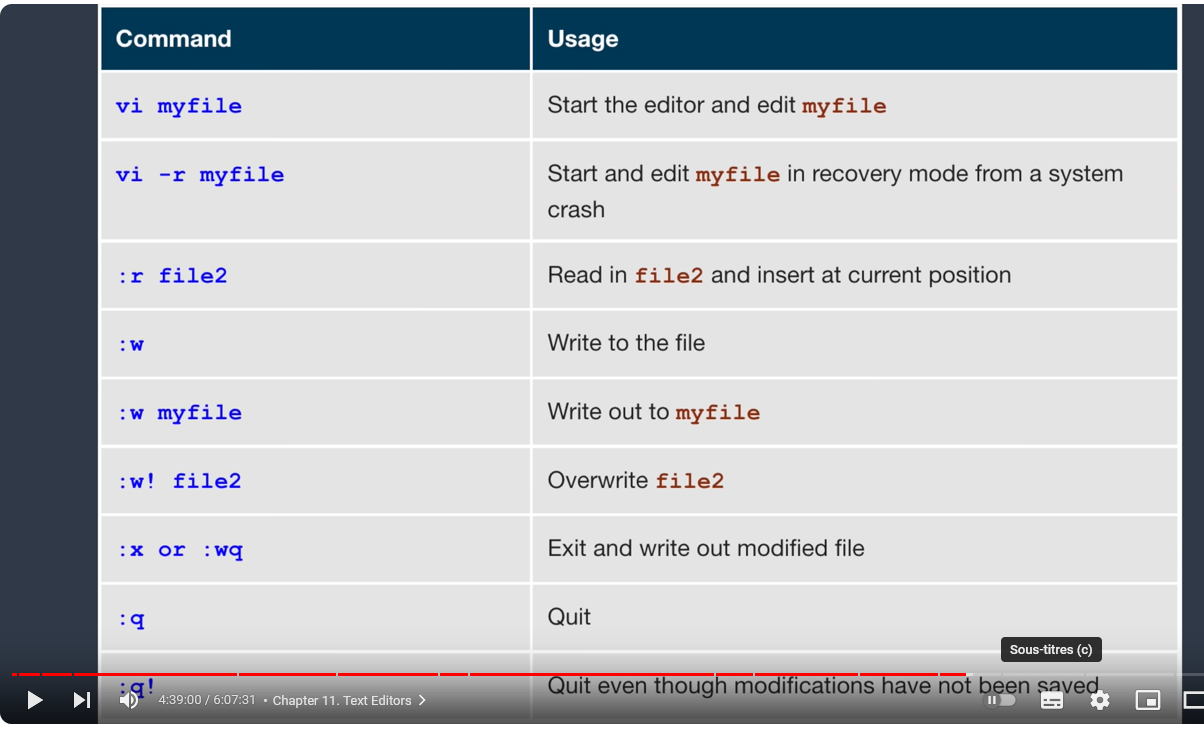 Command Usage
vi myfile Start the editor and edit myfile
vi -r myfile Start and edit myfile in recovery mode from a system
crash
:r file2 Read in file2 and insert at current position
:w Write to the file
:w myfile Write out to myfile
:w! file2 Overwrite file2
:x or :wq Exit and write out modified file
:q Quit
Sous-titres (c)
:q! Quit even though modifications have not been saved
4:39:00 / 6:07:31 • Chapter 11. Text Editors